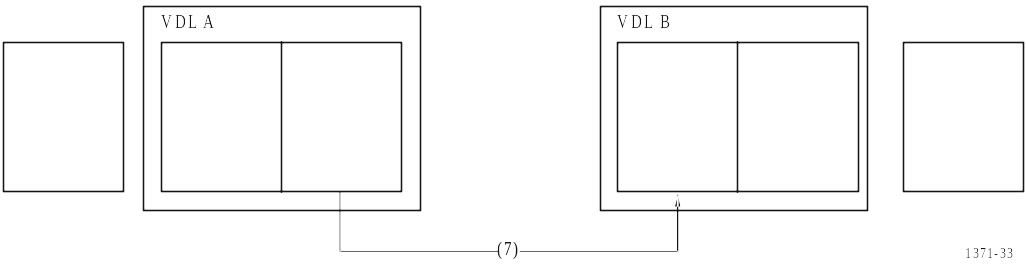 VDL A
VDL B
(7)
1371-33